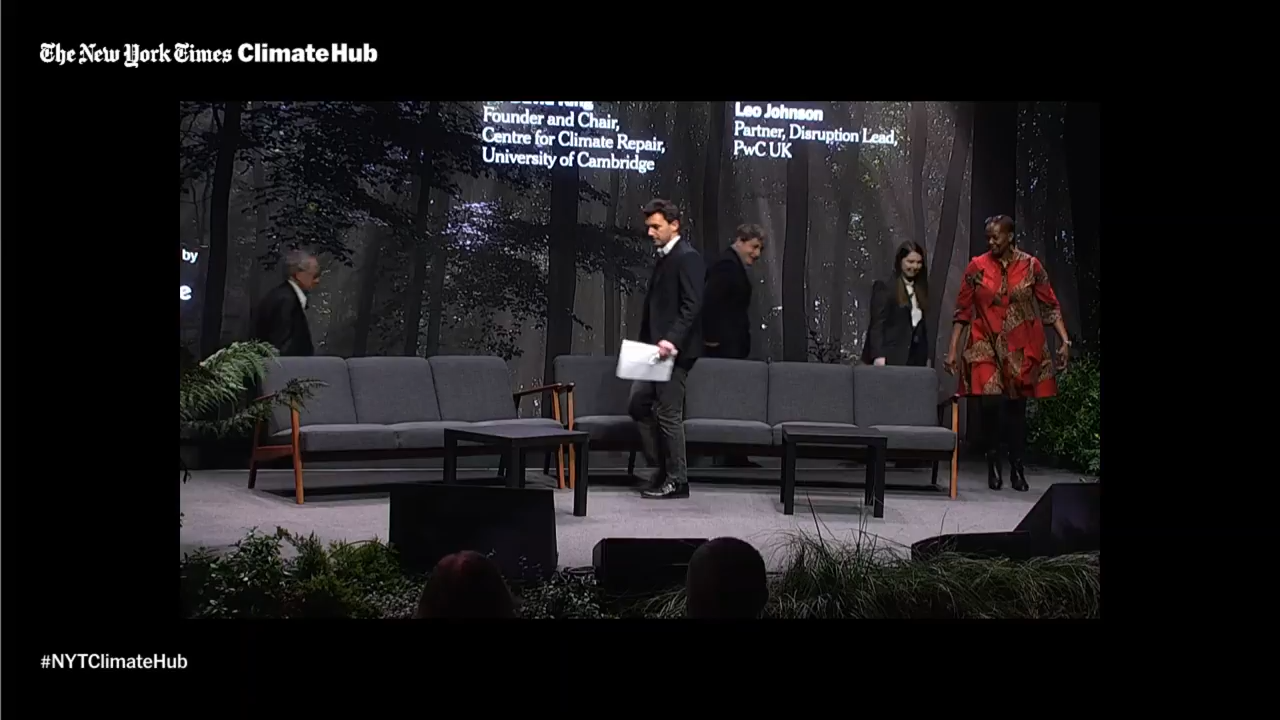 The New York Times Climate Hub
Founder and Chair,
Centre for Climate Repair,
University of Cambridge
Leo Johnson
Partner, Disruption Lead,
PwC UK
by
e
#NYTClimateHub